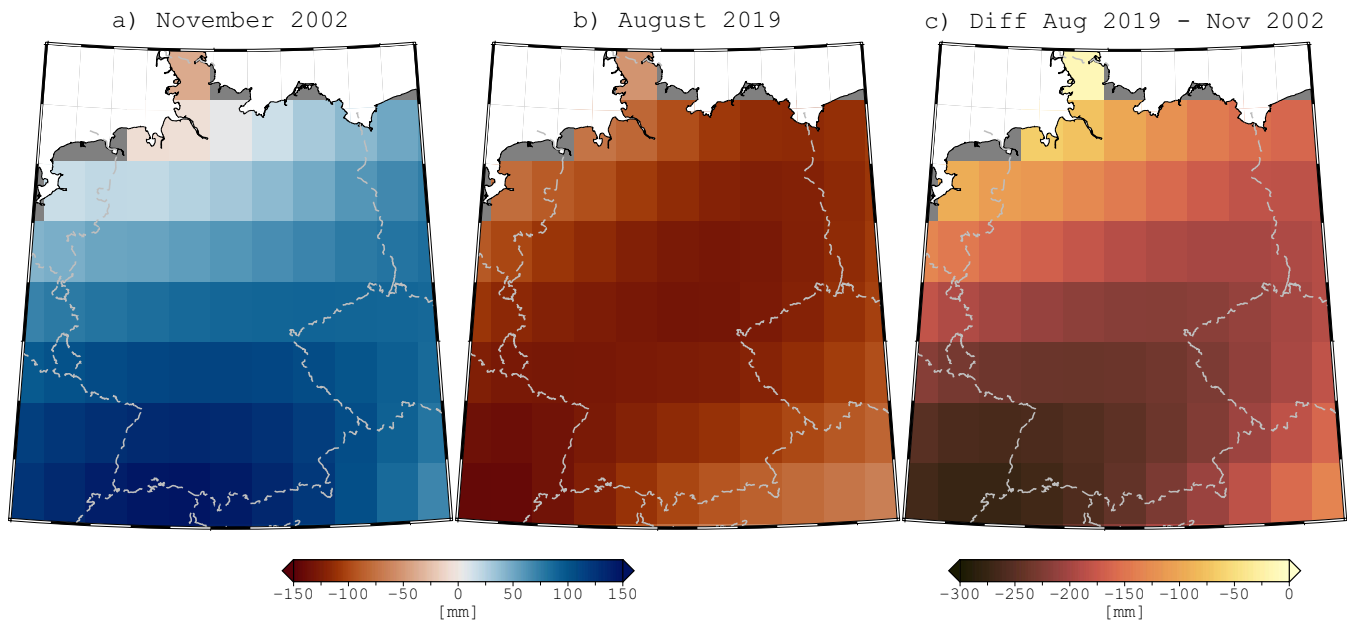 a) November 2002
b) August 2019
c) Diff Aug 2019 - Nov 2002
−150 −100 −50 0 50 100 150
[mm]
−300 −250 −200 −150 −100 −50 0
[mm]